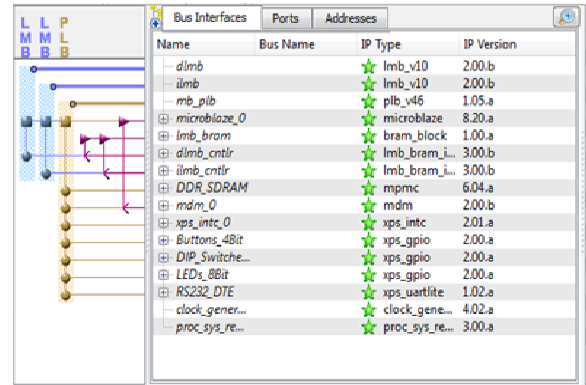 L L P
M M L
B B B
Bus Interfaces Ports Addresses
Name Bus Name IP Type IP Version
dlmb lmb_v10 2.00.b
ilmb lmb_v10 2.00.b
mb_plb plb_v46 1.05.a
microblaze_0 microblaze 8.20.a
lmb_bram bram_block 1.00.a
dlmb_cntlr lmb_bram_i... 3.00.b
ilmb_cntlr lmb_bram_i... 3.00.b
DDR_SDRAM mpmc 6.04.a
mdm_0 mdm 2.00.b
xps_intc_0 xps_intc 2.01.a
Buttons_4Bit xps_gpio 2.00.a
DIP_Switche... xps_gpio 2.00.a
LEDs_8Bit xps_gpio 2.00.a
RS232_DTE xps_uartlite 1.02.a
clock_gener... clock_gene... 4.02.a
proc_sys_re... proc_sys_re... 3.00.a